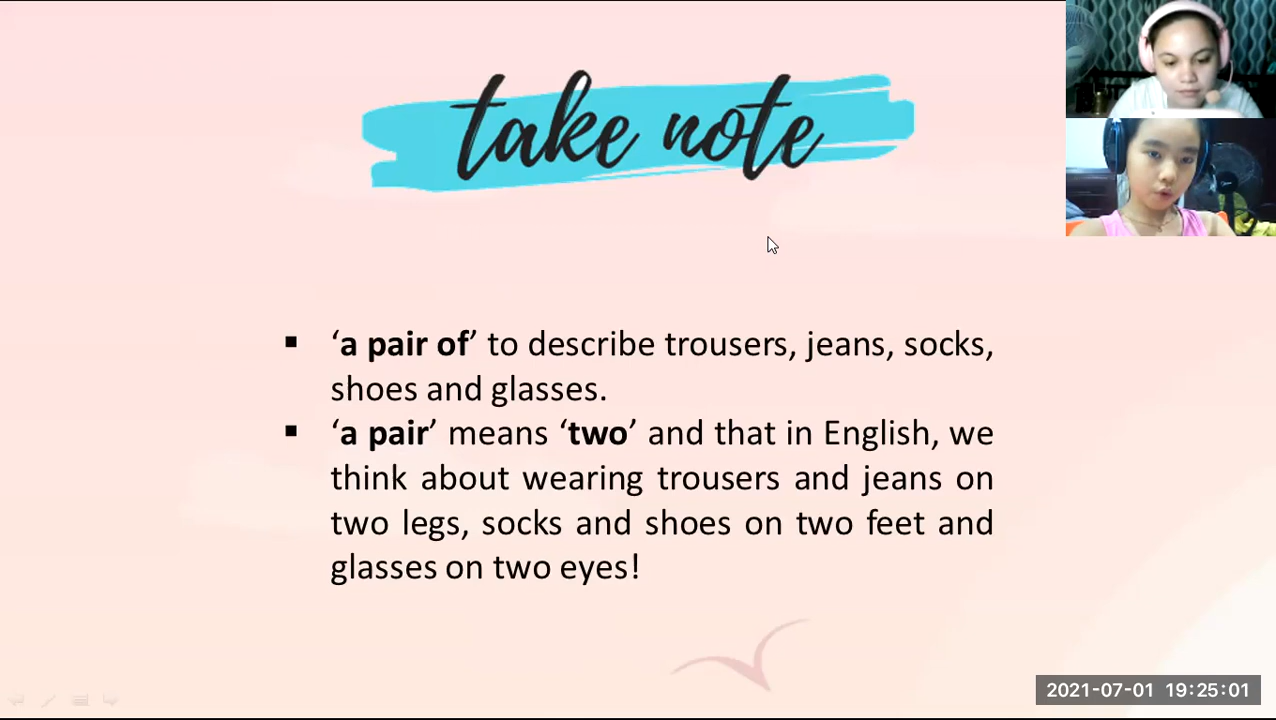 take note
▪ ‘a pair of’ to describe trousers, jeans, socks,
shoes and glasses.
▪ ‘a pair’ means ‘two’ and that in English, we
think about wearing trousers and jeans on
two legs, socks and shoes on two feet and
glasses on two eyes!
2021-07-01 19:25:01